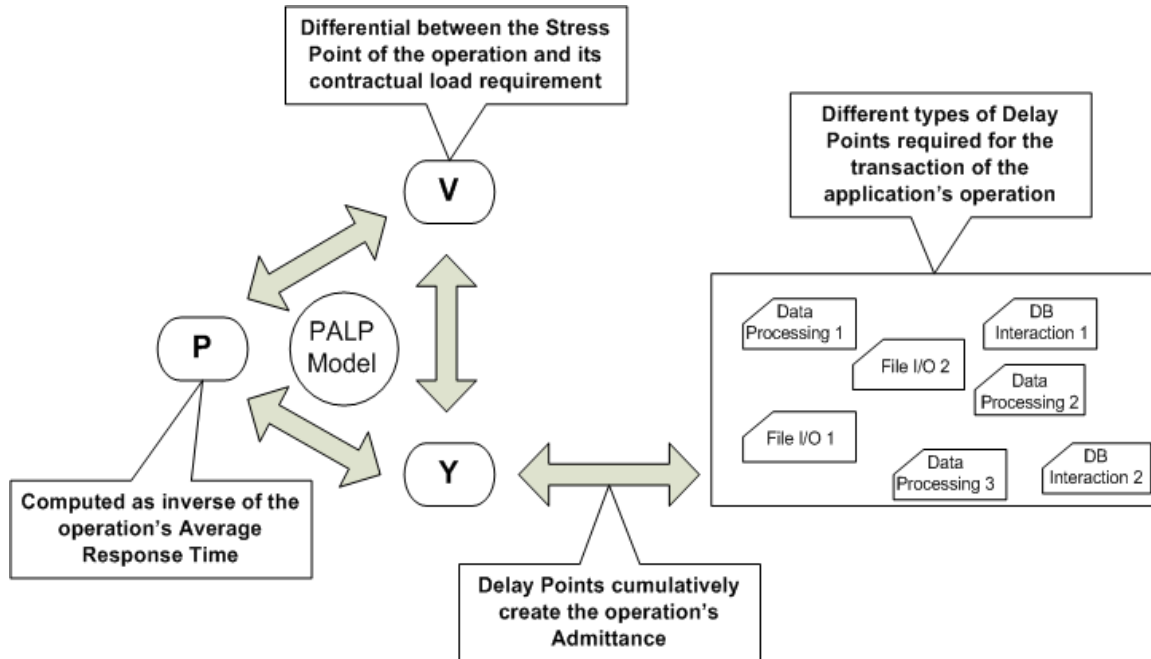 Differential between the Stress
Point of the operation and its
contractual load requirement
Different types of Delay
Points required for the
transaction of the
application's operation
V
P
PALP
Model
Y
Data
Processing 1
DB
Interaction 1
File I/O 2
Data
Processing 2
File I/O 1
Data
Processing 3
DB
Interaction 2
Computed as inverse of the
operation's Average
Response Time
Delay Points cumulatively
create the operation's
Admittance